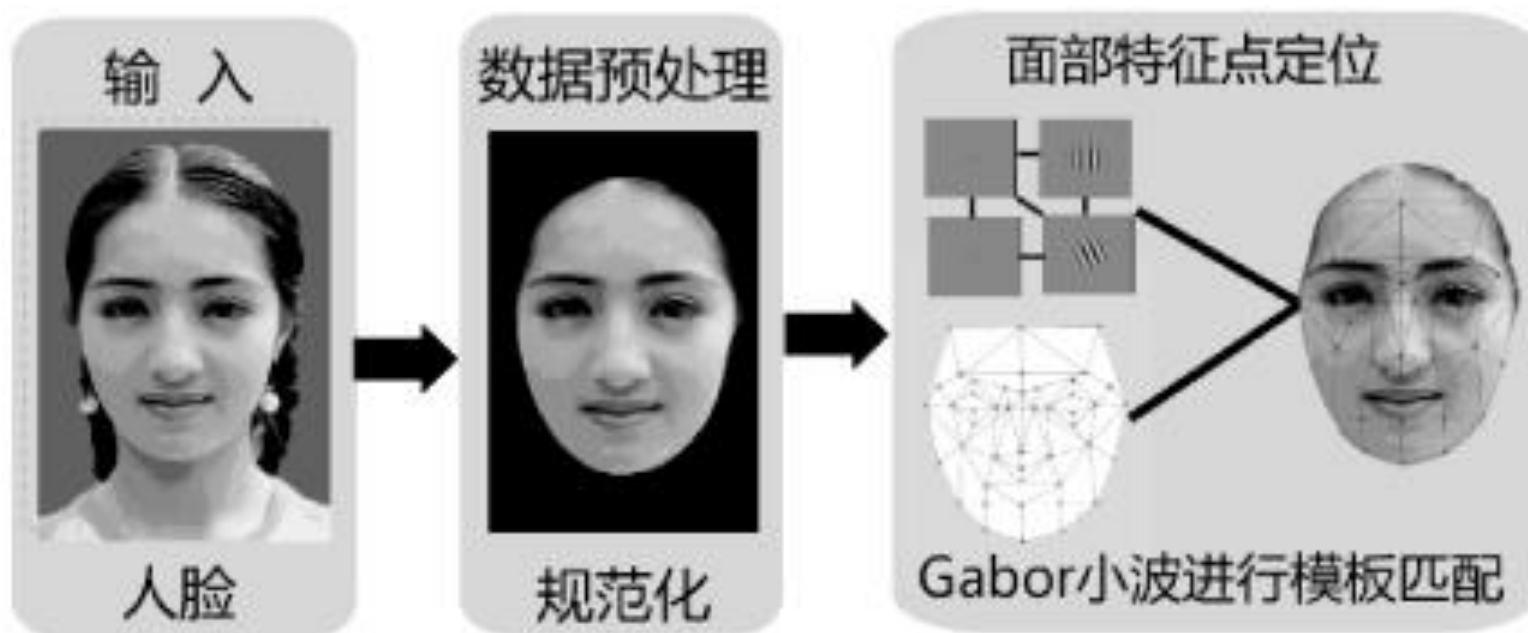 输 入
人脸
数据预处理
规范化
面部特征点定位
Gabor小波进行模板匹配